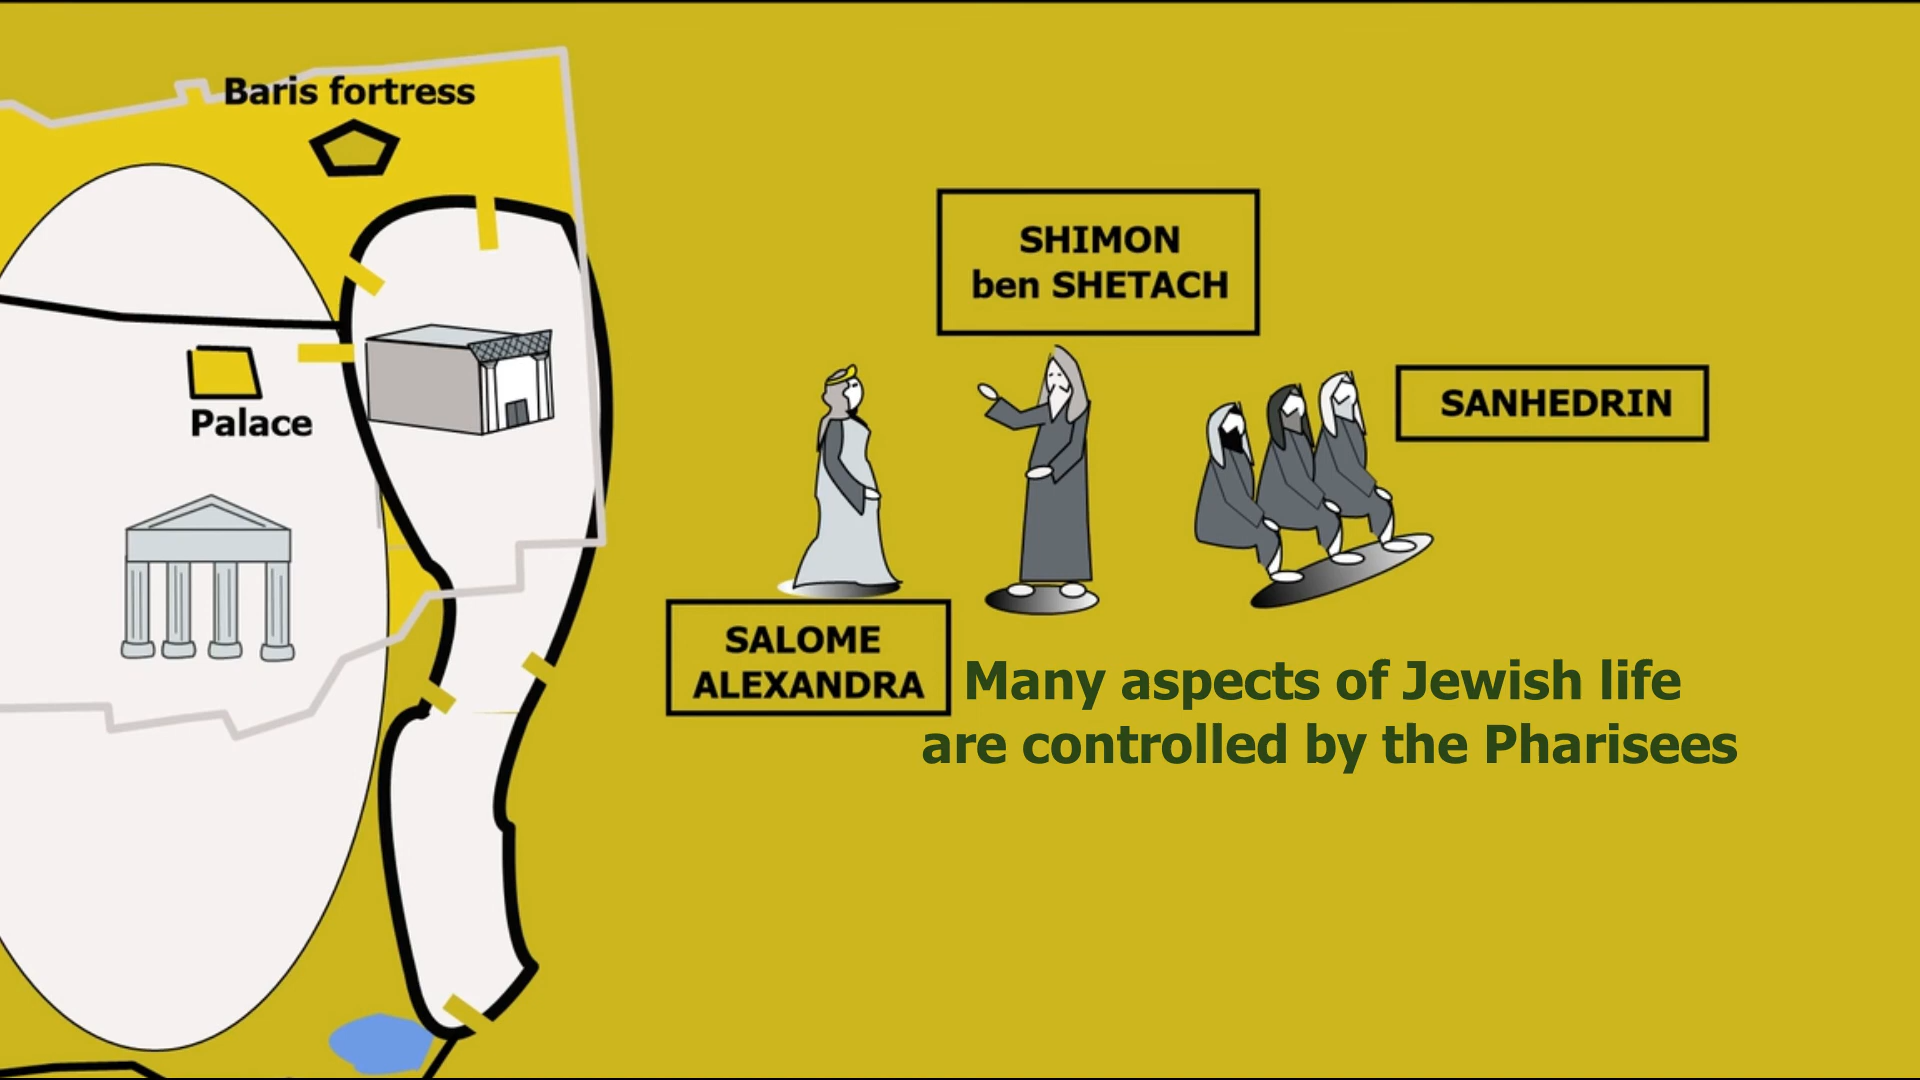 Baris fortress
Palace
SHIMON
ben SHETACH
SANHEDRIN
SALOME
ALEXANDRA
Many aspects of Jewish life
are controlled by the Pharisees